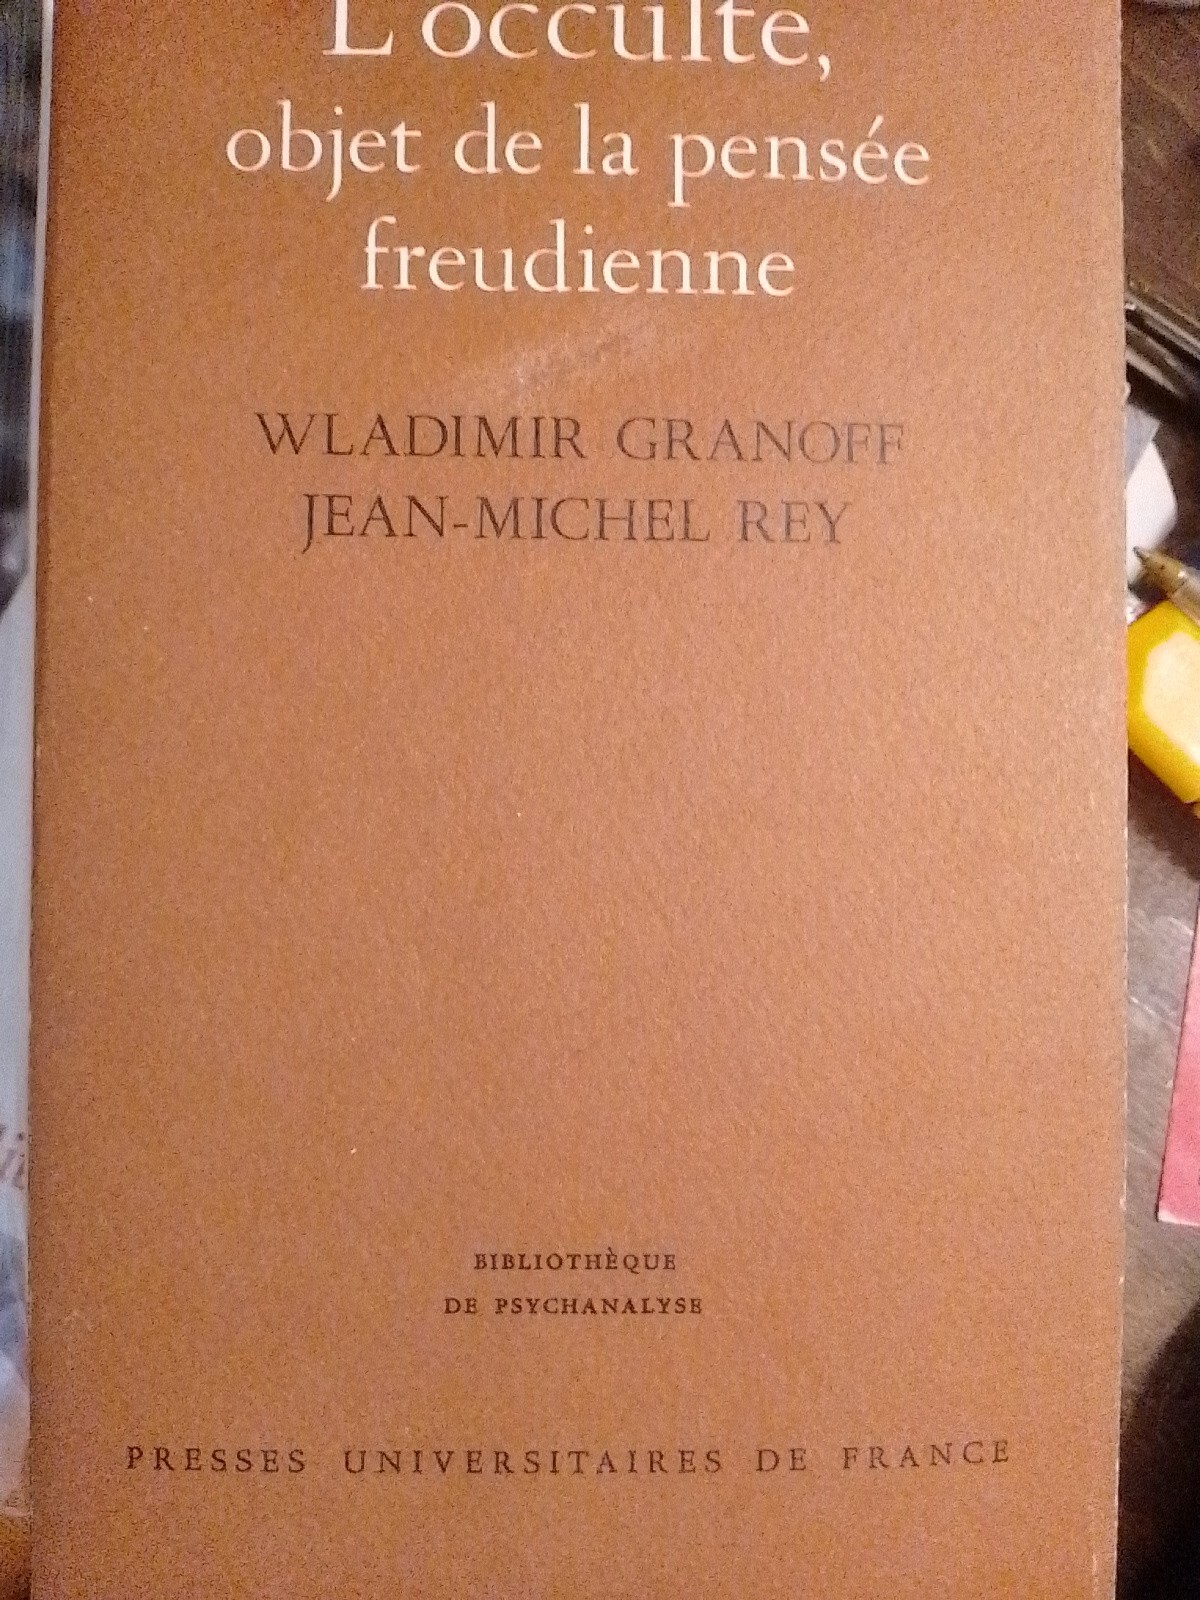 L'occulte,
objet de la pensée
freudienne
WLADIMIR GRANOFF
JEAN-MICHEL REY
BIBLIOTHÈQUE
DE PSYCHANALYSE
PRESSES UNIVERSITAIRES DE FRANCE